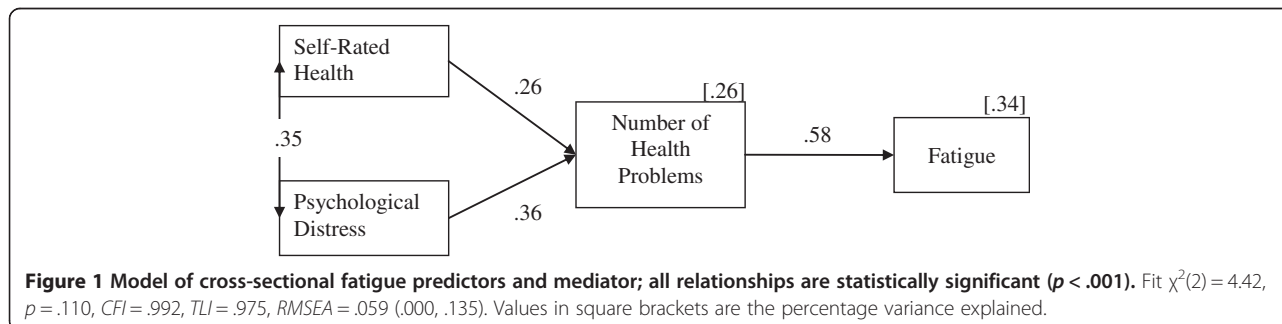 Self-Rated
Health
.26
[.26]
[.34]
.35
Number of
Health
Problems
.58
Fatigue
Psychological
Distress
.36
Figure 1 Model of cross-sectional fatigue predictors and mediator; all relationships are statistically significant (p < .001). Fit χ²(2) = 4.42,
p = .110, CFI = .992, TLI = .975, RMSEA = .059 (.000, .135). Values in square brackets are the percentage variance explained.